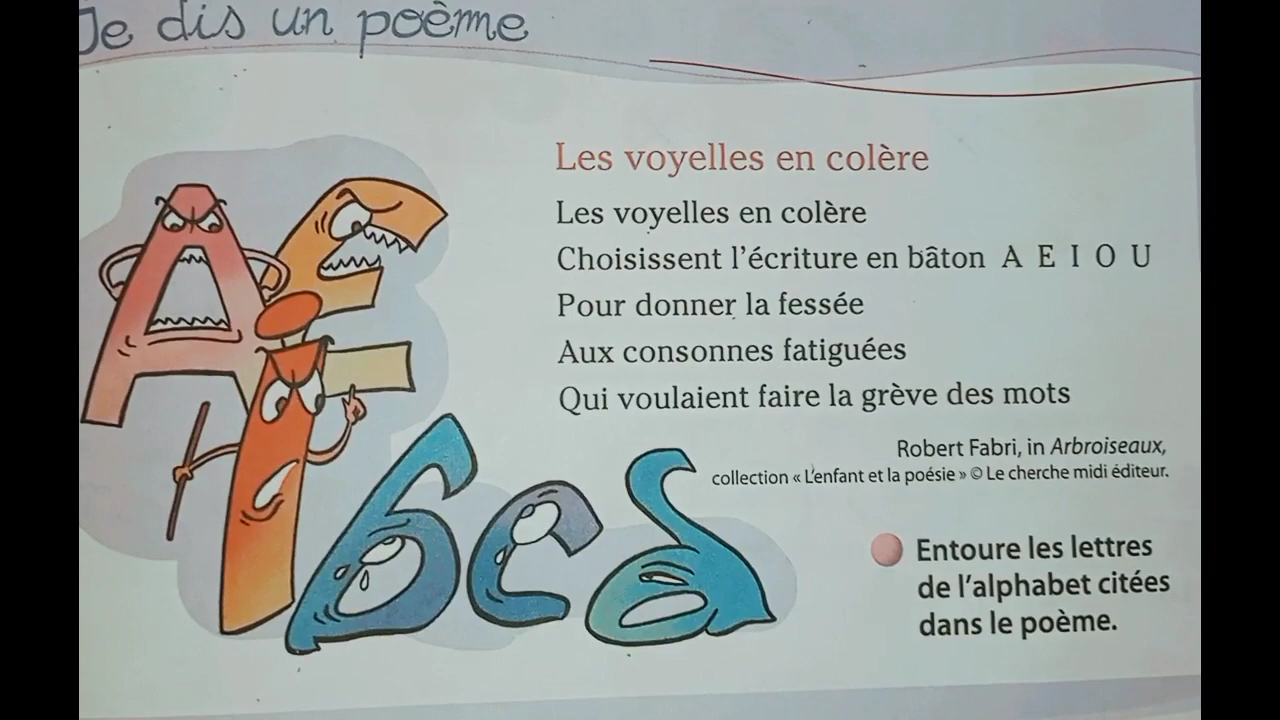 Je dis un poème
Les voyelles en colère
Les voyelles en colère
Choisissent l'écriture en bâton A E I O U
Pour donner la fessée
Aux consonnes fatiguées
Qui voulaient faire la grève des mots
Robert Fabri, in Arbroiseaux,
collection « L'enfant et la poésie » © Le cherche midi éditeur.
Entoure les lettres
de l'alphabet citées
dans le poème.
A E I
b c d